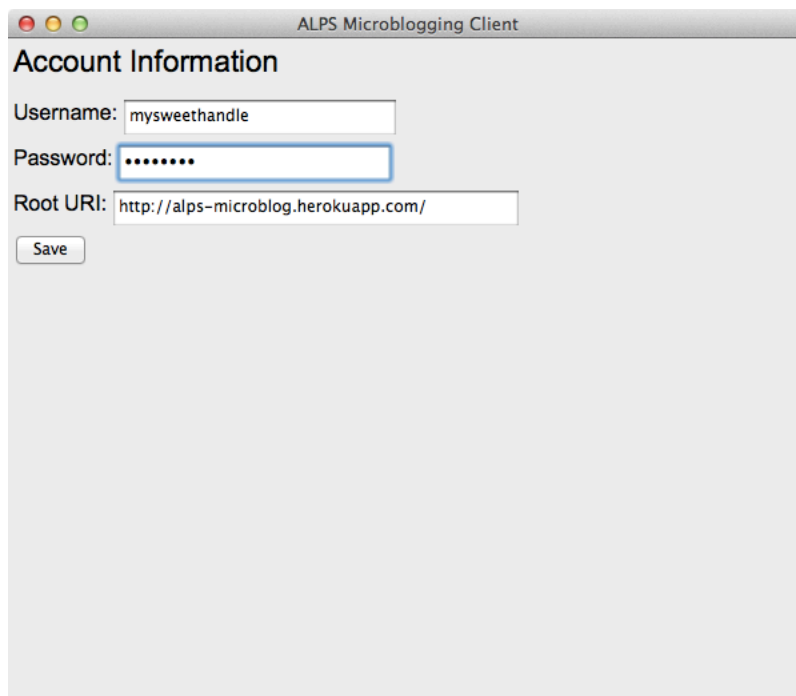 ALPS Microblogging Client
Account Information
Username: mysweethandle
Password: ••••••••
Root URI: http://alps-microblog.herokuapp.com/
Save